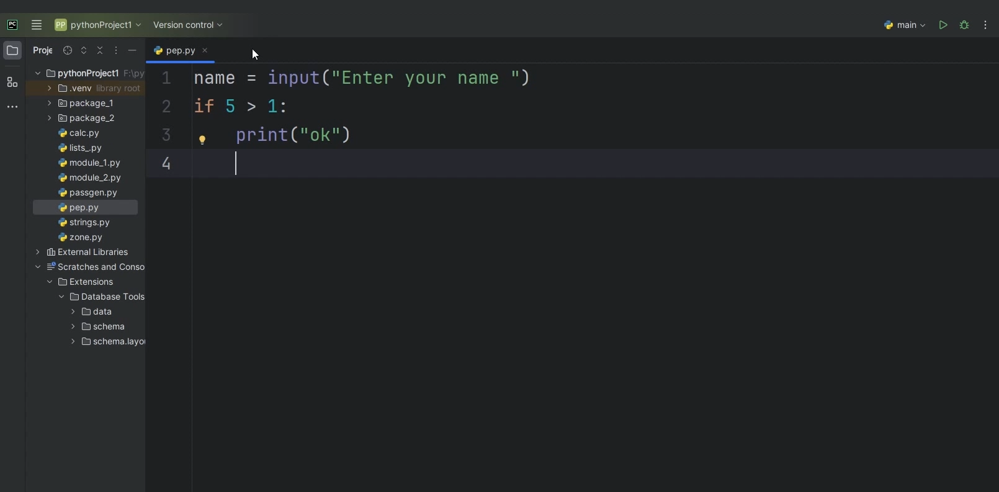 PC PP pythonProject1 Version control main
Proje pep.py
pythonProject1 F:\py
.venv library root
package_1
package_2
calc.py
lists_.py
module_1.py
module_2.py
passgen.py
pep.py
strings.py
zone.py
External Libraries
Scratches and Conso
Extensions
Database Tools
data
schema
schema.layou
1 name = input("Enter your name ")
2 if 5 > 1:
3 print("ok")
4